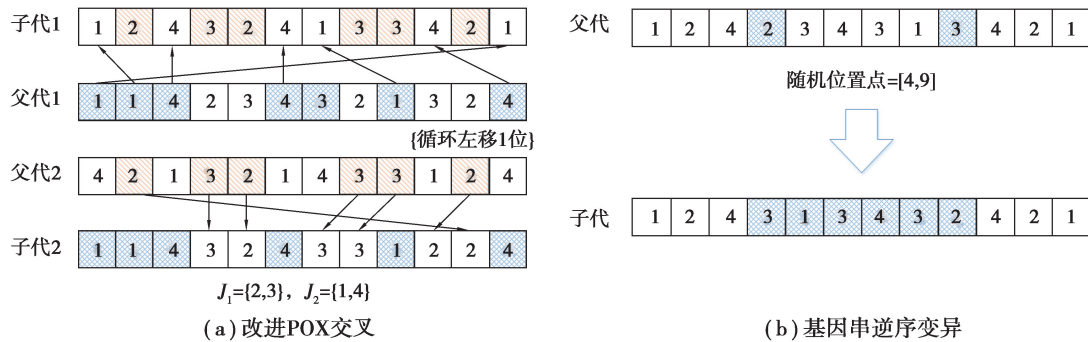 子代1 1 2 4 3 2 4 1 3 3 4 2 1
父代1 1 1 4 2 3 4 3 2 1 3 2 4
{循环左移1位}
父代2 4 2 1 3 2 1 4 3 3 1 2 4
子代2 1 1 4 3 2 4 3 3 1 2 2 4
J1={2,3}，J2={1,4}
(a)改进POX交叉
父代 1 2 4 2 3 4 3 1 3 4 2 1
随机位置点=[4,9]
子代 1 2 4 3 1 3 4 3 2 4 2 1
(b)基因串逆序变异